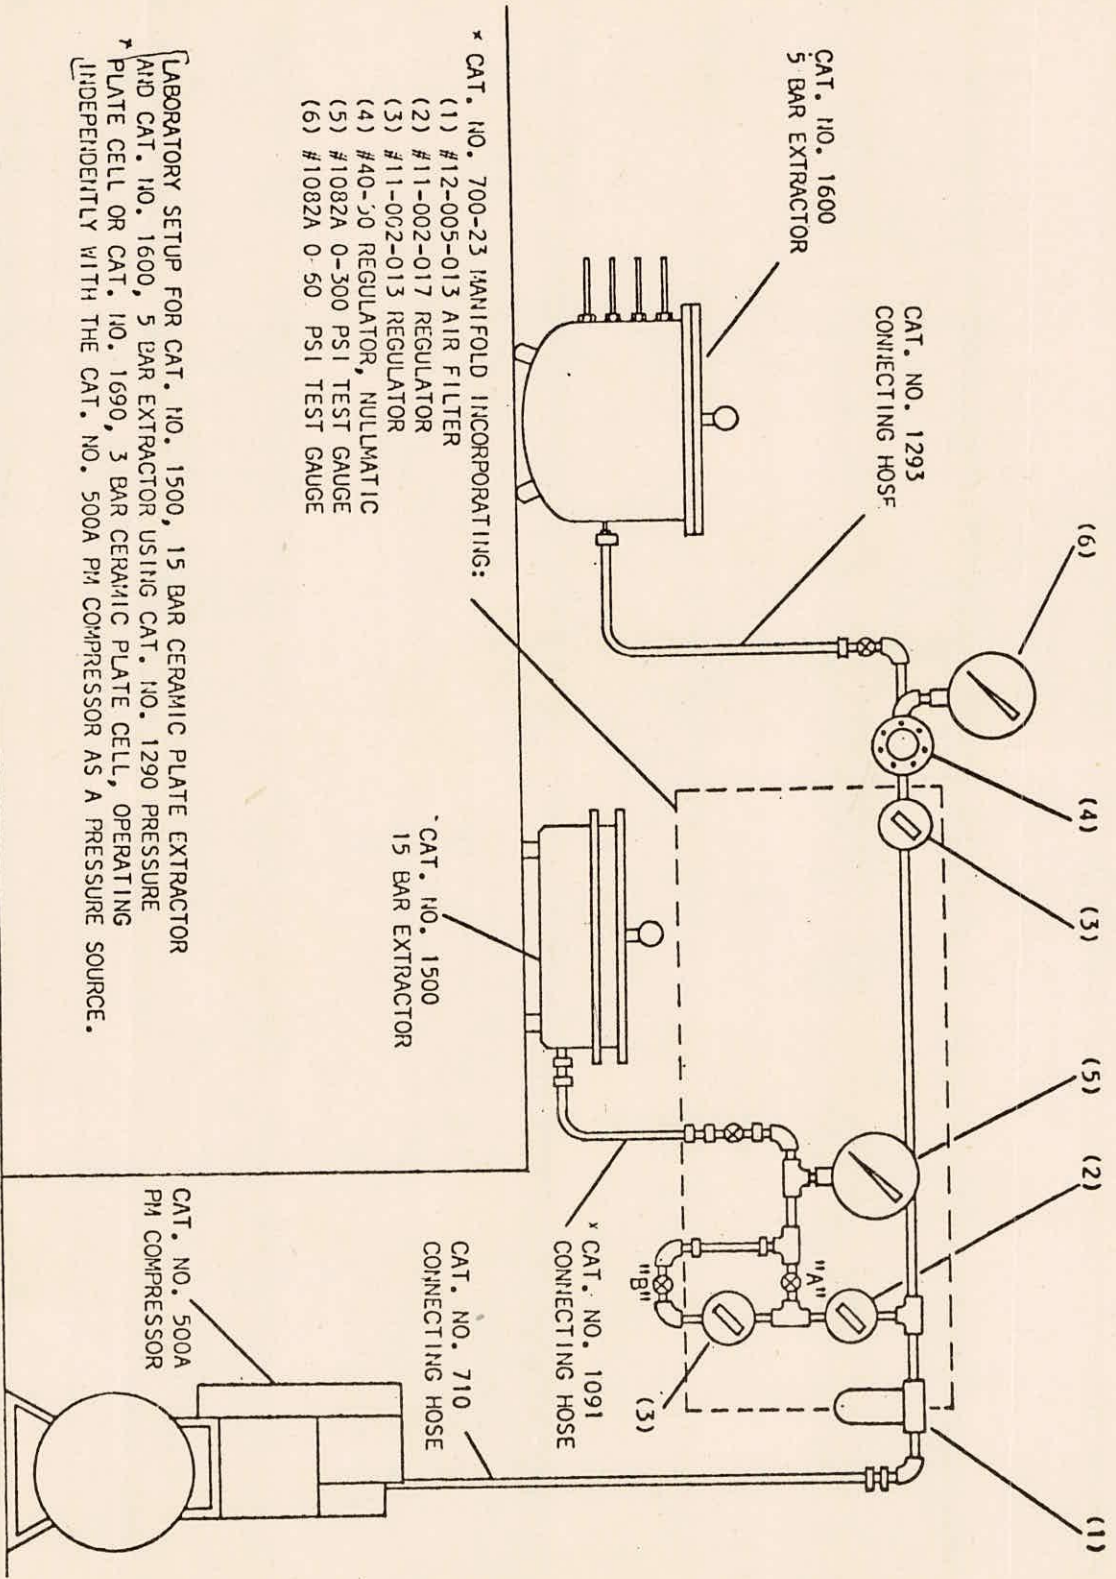 (6)
(4)
(3)
(5)
(2)
(1)
CAT. NO. 1293
CONNECTING HOSE
CAT. NO. 1600
5 BAR EXTRACTOR
"A"
"B"
(3)
* CAT. NO. 700-23 MANIFOLD INCORPORATING:
(1) #12-005-013 AIR FILTER
(2) #11-002-017 REGULATOR
(3) #11-002-013 REGULATOR
(4) #40-50 REGULATOR, NULLMATIC
(5) #1082A 0-300 PSI TEST GAUGE
(6) #1082A 0-50 PSI TEST GAUGE
CAT. NO. 1500
15 BAR EXTRACTOR
* CAT. NO. 1091
CONNECTING HOSE
CAT. NO. 710
CONNECTING HOSE
CAT. NO. 500A
PM COMPRESSOR
LABORATORY SETUP FOR CAT. NO. 1500, 15 BAR CERAMIC PLATE EXTRACTOR
AND CAT. NO. 1600, 5 BAR EXTRACTOR USING CAT. NO. 1290 PRESSURE
* PLATE CELL OR CAT. NO. 1690, 3 BAR CERAMIC PLATE CELL, OPERATING
INDEPENDENTLY WITH THE CAT. NO. 500A PM COMPRESSOR AS A PRESSURE SOURCE.